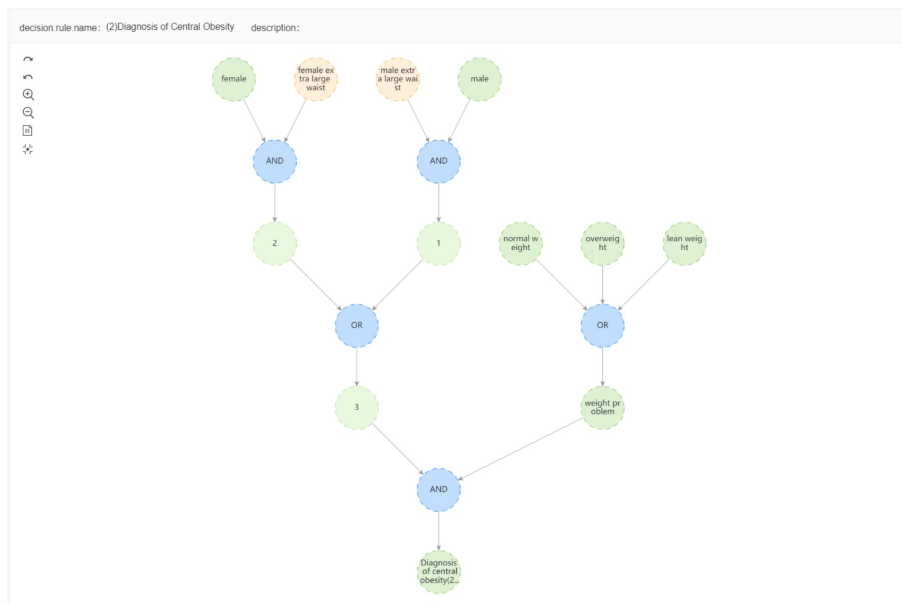 decision.rule.name: (2)Diagnosis of Central Obesity description:
female
female ex
tra large
waist
male extr
a large wai
st
male
AND
AND
2
1
normal w
eight
overweig
ht
lean weig
ht
OR
OR
3
weight pr
oblem
AND
Diagnosis
of central
obesity(2...